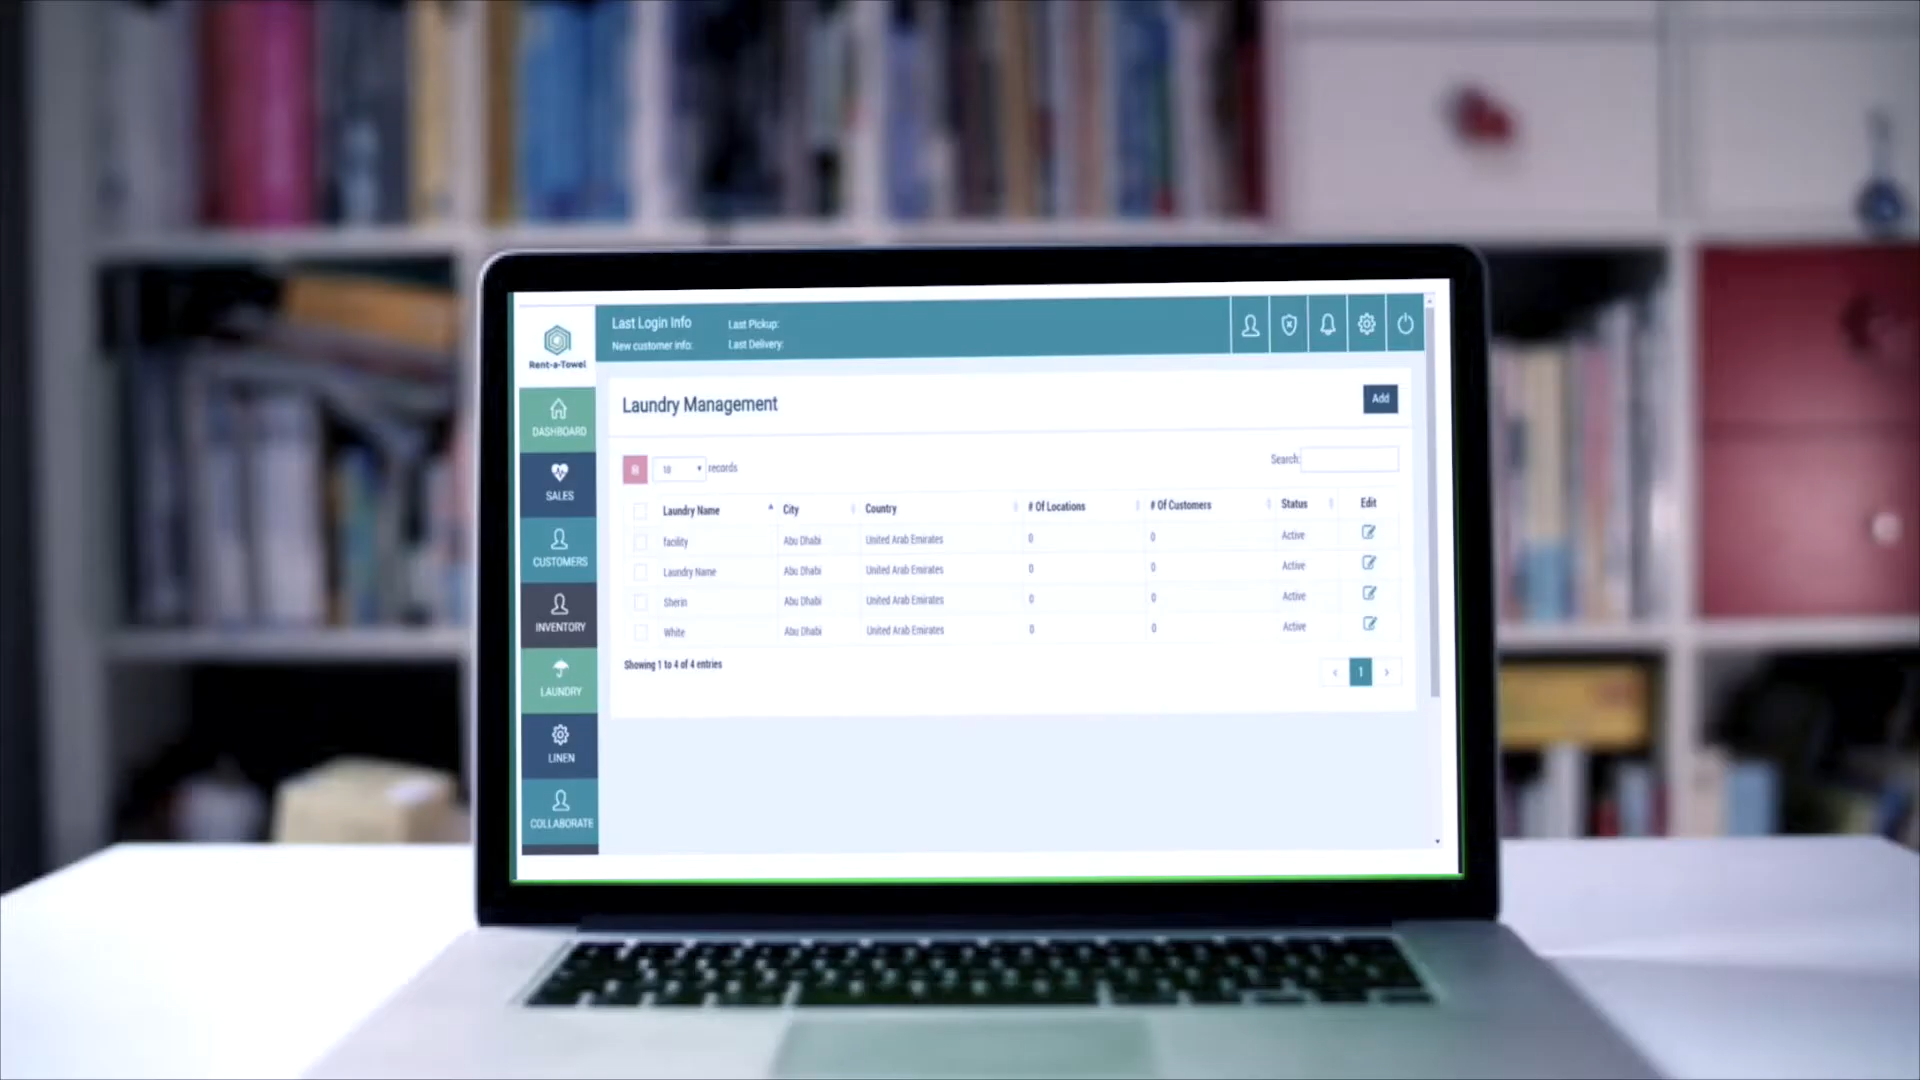 Rent-a-Towel
Last Login Info
Last Pickup:
New customer info:
Last Delivery:
DASHBOARD
SALES
CUSTOMERS
INVENTORY
LAUNDRY
LINEN
COLLABORATE
Laundry Management
Add
10 records
Search:
Laundry Name City Country # Of Locations # Of Customers Status Edit
facility Abu Dhabi United Arab Emirates 0 0 Active
Laundry Name Abu Dhabi United Arab Emirates 0 0 Active
Sherin Abu Dhabi United Arab Emirates 0 0 Active
White Abu Dhabi United Arab Emirates 0 0 Active
Showing 1 to 4 of 4 entries
< 1 >